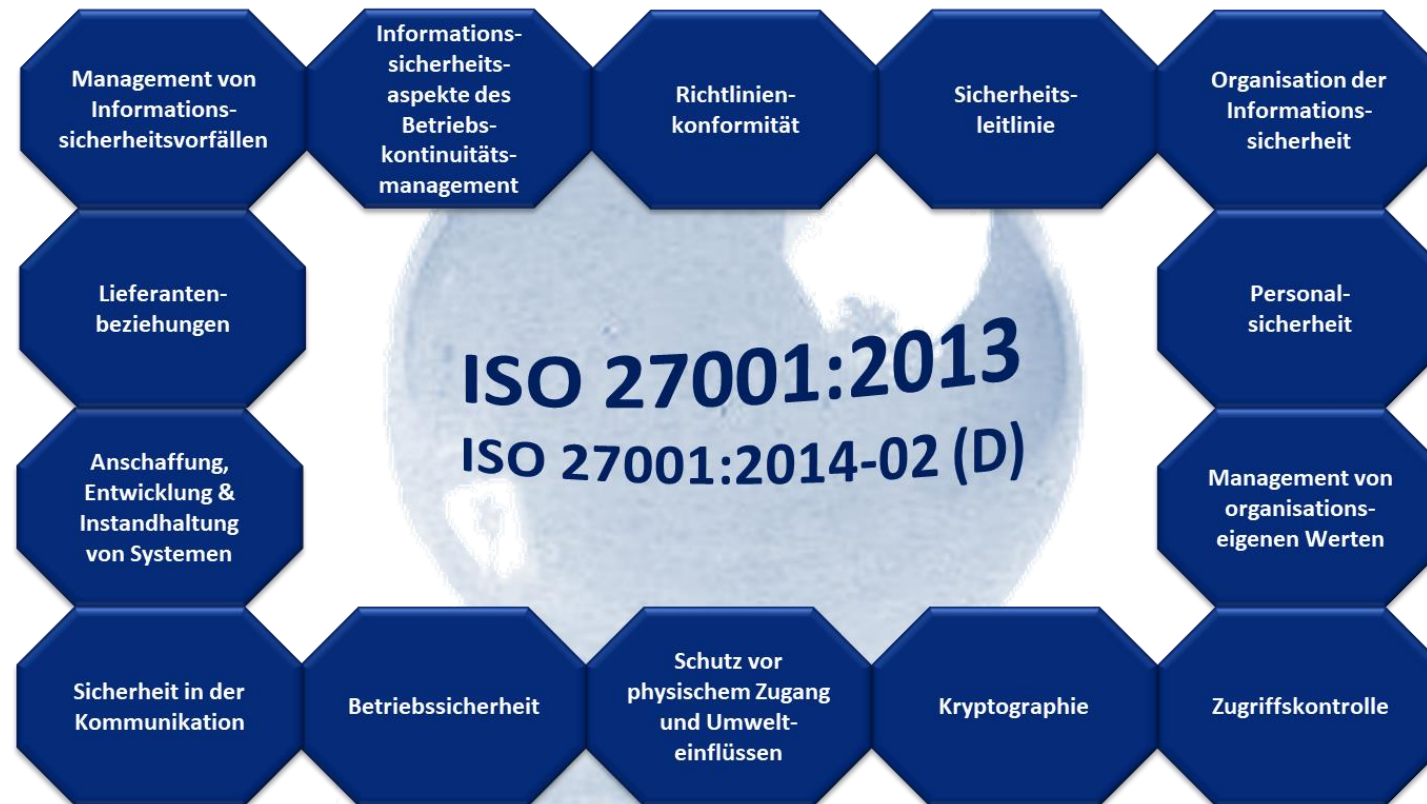 Management von
Informations-
sicherheitsvorfällen
Informations-
sicherheits-
aspekte des
Betriebs-
kontinuitäts-
management
Richtlinien-
konformität
Sicherheits-
leitlinie
Organisation der
Informations-
sicherheit
Lieferanten-
beziehungen
Personal-
sicherheit
ISO 27001:2013
ISO 27001:2014-02 (D)
Anschaffung,
Entwicklung &
Instandhaltung
von Systemen
Management von
organisations-
eigenen Werten
Sicherheit in der
Kommunikation
Betriebssicherheit
Schutz vor
physischem Zugang
und Umwelt-
einflüssen
Kryptographie
Zugriffskontrolle